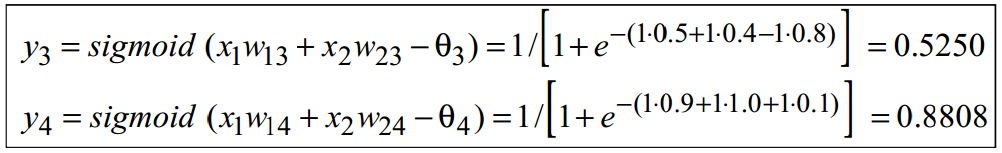 y₃ = sigmoid (x₁w₁₃ + x₂w₂₃ − θ₃) = 1/[1 + e^−(1·0.5+1·0.4−1·0.8)] = 0.5250
y₄ = sigmoid (x₁w₁₄ + x₂w₂₄ − θ₄) = 1/[1 + e^−(1·0.9+1·1.0+1·0.1)] = 0.8808